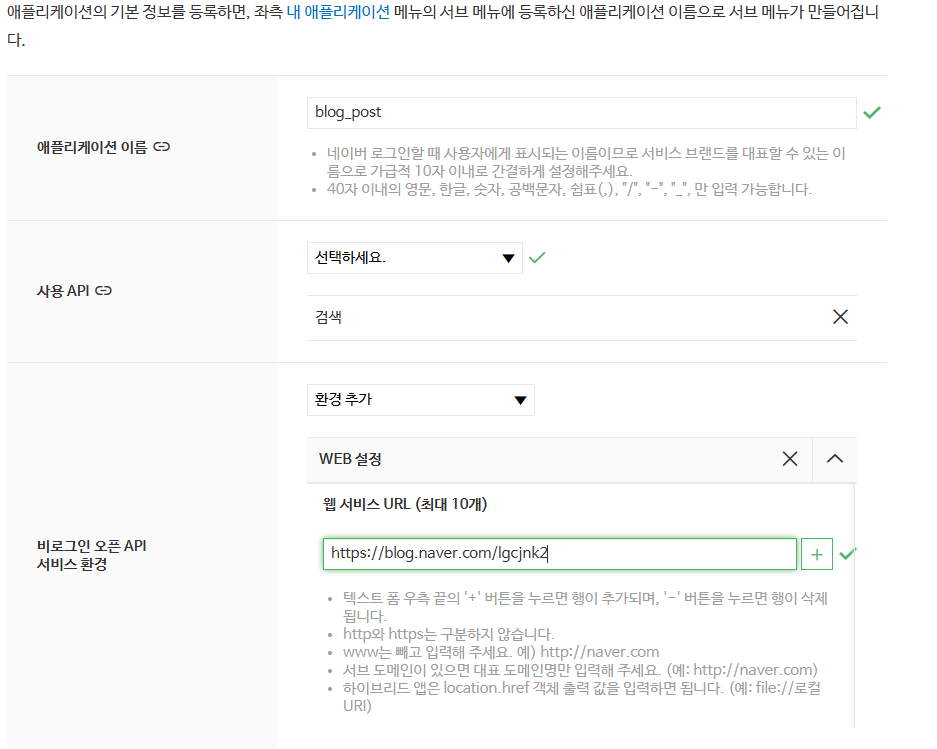 애플리케이션의 기본 정보를 등록하면, 좌측 내 애플리케이션 메뉴의 서브 메뉴에 등록하신 애플리케이션 이름으로 서브 메뉴가 만들어집니
다.
애플리케이션 이름
blog_post
네이버 로그인할 때 사용자에게 표시되는 이름이므로 서비스 브랜드를 대표할 수 있는 이
름으로 가급적 10자 이내로 간결하게 설정해주세요.
40자 이내의 영문, 한글, 숫자, 공백문자, 쉼표(,), "/", "-", "_", 만 입력 가능합니다.
사용 API
선택하세요.
검색
비로그인 오픈 API
서비스 환경
환경 추가
WEB 설정
웹 서비스 URL (최대 10개)
https://blog.naver.com/lgcjnk2
텍스트 폼 우측 끝의 '+' 버튼을 누르면 행이 추가되며, '-' 버튼을 누르면 행이 삭제
됩니다.
http와 https는 구분하지 않습니다.
www는 빼고 입력해 주세요. 예) http://naver.com
서브 도메인이 있으면 대표 도메인명만 입력해 주세요. (예: http://naver.com)
하이브리드 앱은 location.href 객체 출력 값을 입력하면 됩니다. (예: file://로컬
URI)